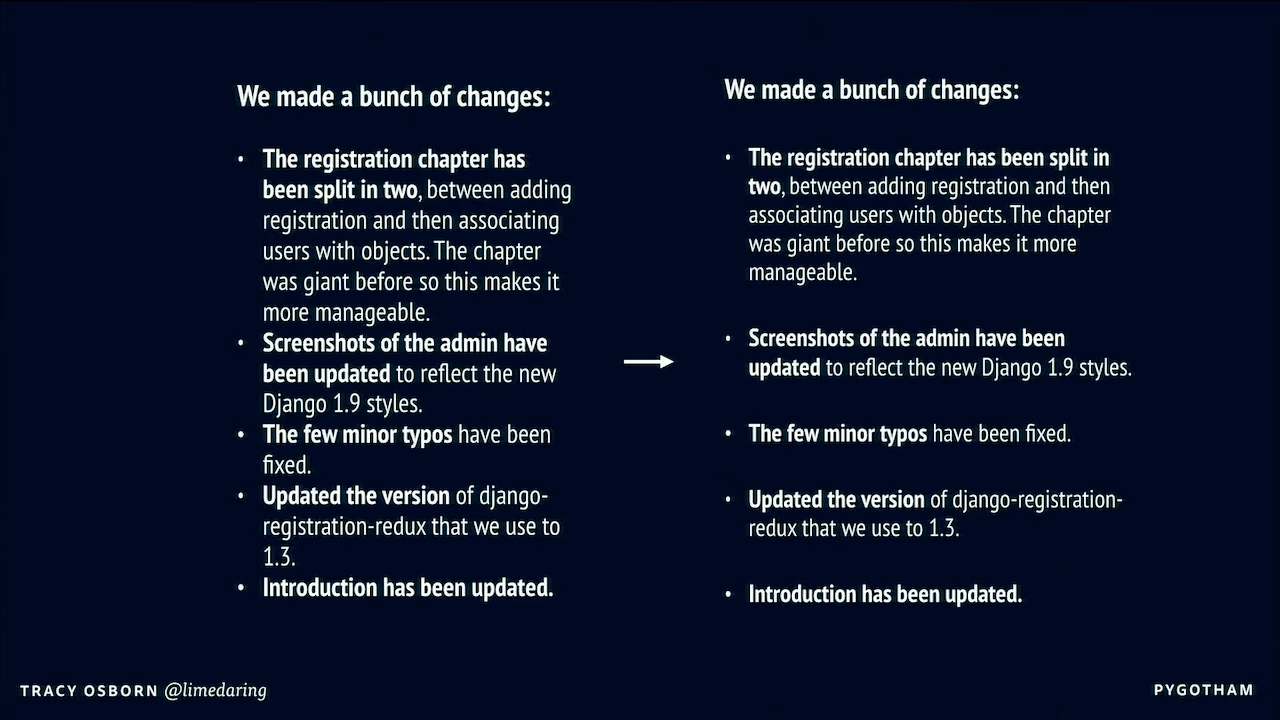 We made a bunch of changes:
• The registration chapter has
been split in two, between adding
registration and then associating
users with objects. The chapter
was giant before so this makes it
more manageable.
• Screenshots of the admin have
been updated to reflect the new
Django 1.9 styles.
• The few minor typos have been
fixed.
• Updated the version of django-
registration-redux that we use to
1.3.
• Introduction has been updated.
We made a bunch of changes:
• The registration chapter has been split in
two, between adding registration and then
associating users with objects. The chapter
was giant before so this makes it more
manageable.
• Screenshots of the admin have been
updated to reflect the new Django 1.9 styles.
• The few minor typos have been fixed.
• Updated the version of django-registration-
redux that we use to 1.3.
• Introduction has been updated.
TRACY OSBORN @limedaring
PYGOTHAM